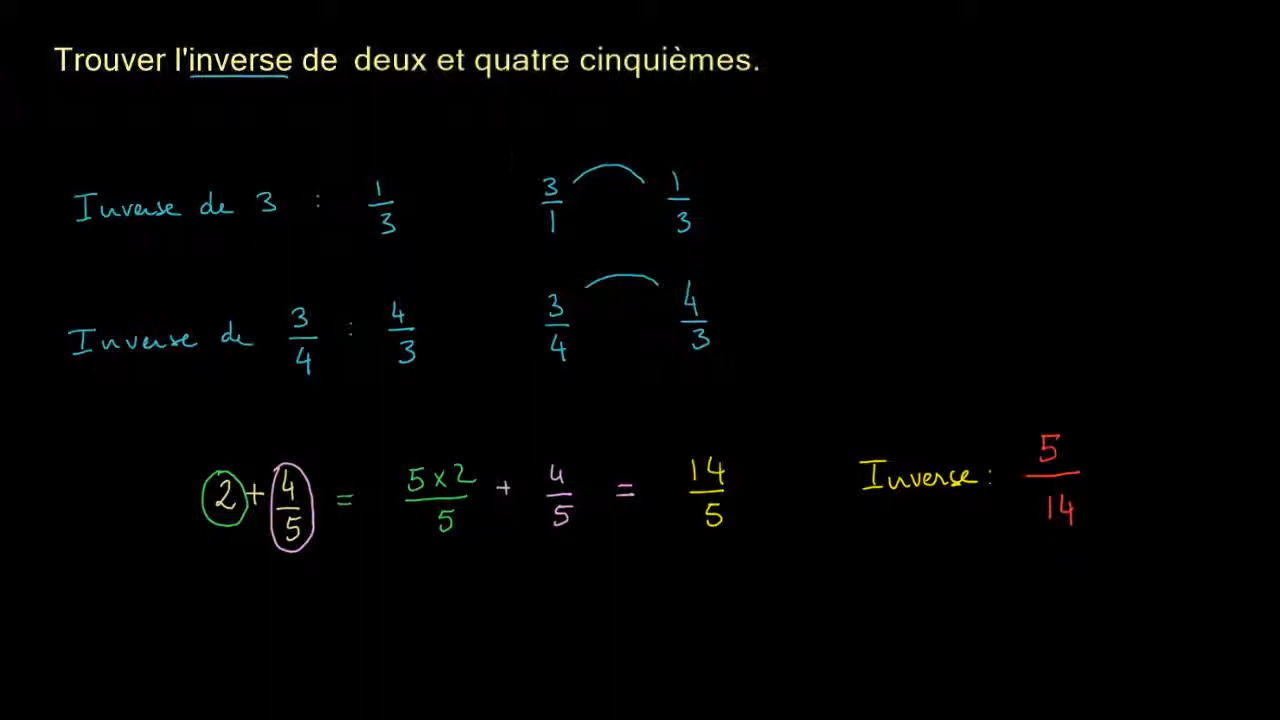 Trouver l'inverse de deux et quatre cinquièmes.
Inverse de 3 : 1/3 3/1 1/3
Inverse de 3/4 : 4/3 3/4 4/3
2 + 4/5 = 5×2/5 + 4/5 = 14/5 Inverse : 5/14